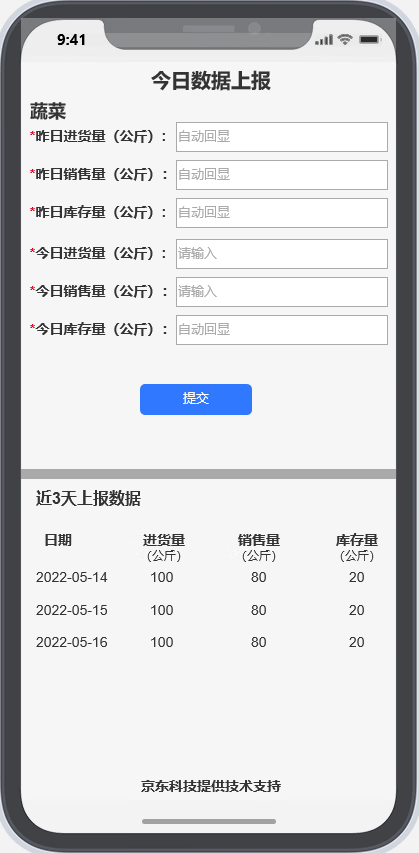 9:41
今日数据上报
蔬菜
*昨日进货量（公斤）： 自动回显
*昨日销售量（公斤）： 自动回显
*昨日库存量（公斤）： 自动回显
*今日进货量（公斤）： 请输入
*今日销售量（公斤）： 请输入
*今日库存量（公斤）： 自动回显
提交
近3天上报数据
日期 进货量 销售量 库存量
（公斤） （公斤） （公斤）
2022-05-14 100 80 20
2022-05-15 100 80 20
2022-05-16 100 80 20
京东科技提供技术支持